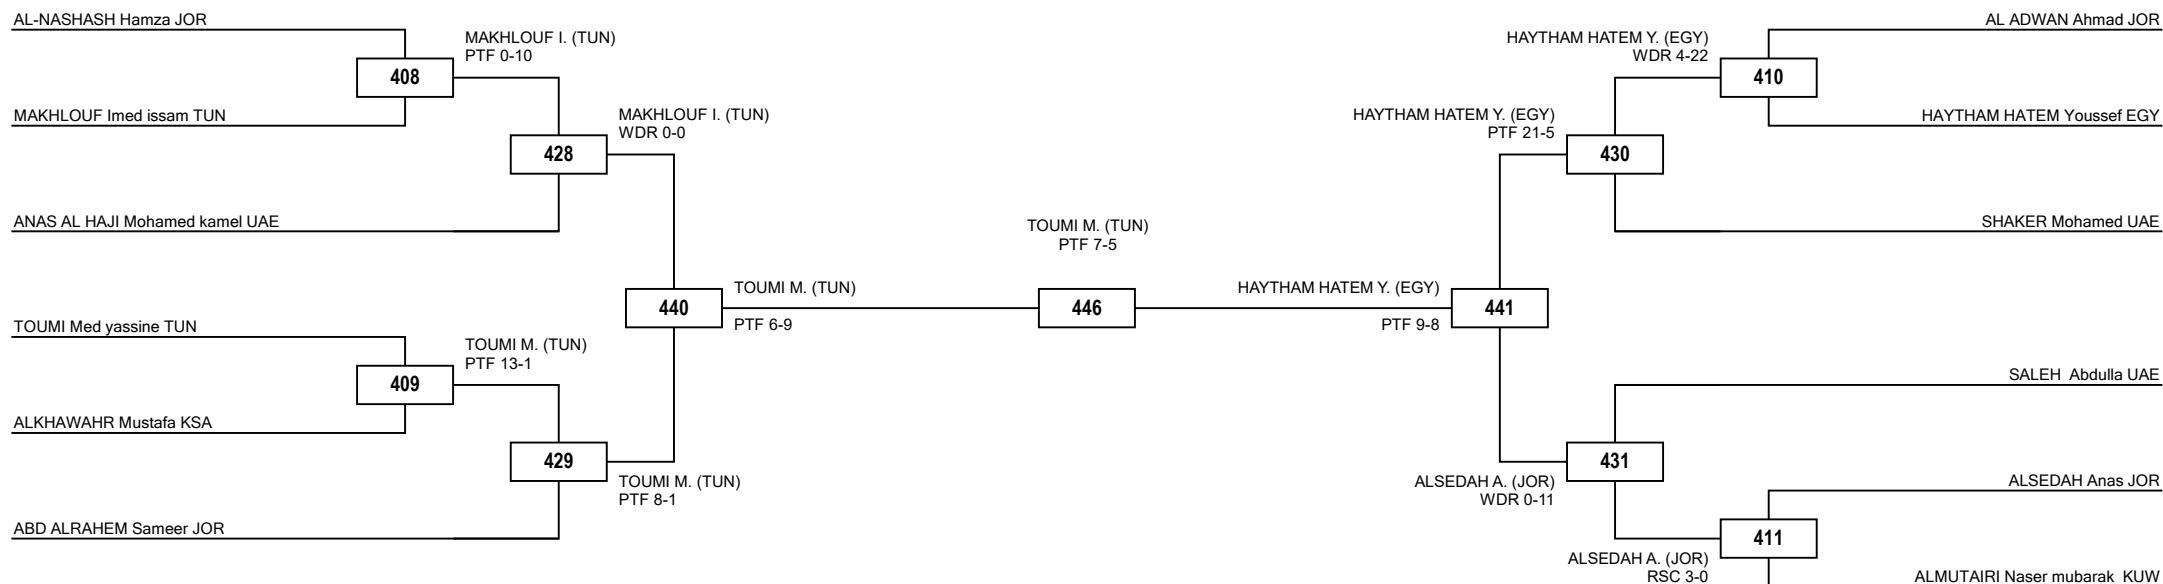 AL-NASHASH Hamza JOR
AL ADWAN Ahmad JOR
MAKHLOUF I. (TUN)
PTF 0-10
HAYTHAM HATEM Y. (EGY)
WDR 4-22
408
410
MAKHLOUF Imed issam TUN
MAKHLOUF I. (TUN)
WDR 0-0
HAYTHAM HATEM Y. (EGY)
PTF 21-5
HAYTHAM HATEM Youssef EGY
428
430
ANAS AL HAJI Mohamed kamel UAE
TOUMI M. (TUN)
PTF 7-5
SHAKER Mohamed UAE
440
TOUMI M. (TUN)
PTF 6-9
446
HAYTHAM HATEM Y. (EGY)
PTF 9-8
441
TOUMI Med yassine TUN
TOUMI M. (TUN)
PTF 13-1
409
SALEH  Abdulla UAE
ALKHAWAHR Mustafa KSA
429
431
TOUMI M. (TUN)
PTF 8-1
ALSEDAH A. (JOR)
WDR 0-11
ALSEDAH Anas JOR
ABD ALRAHEM Sameer JOR
411
ALSEDAH A. (JOR)
RSC 3-0
ALMUTAIRI Naser mubarak  KUW